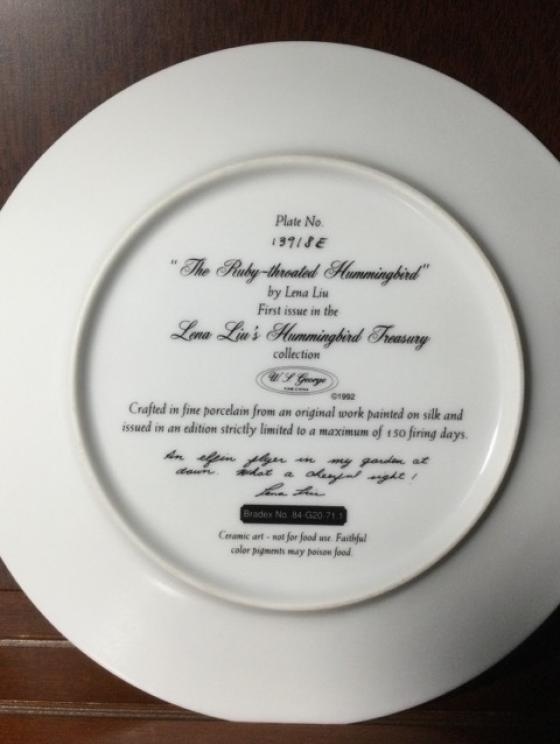 Plate No.
13918E
"The Ruby-throated Hummingbird"
by Lena Liu
First issue in the
Lena Liu's Hummingbird Treasury
collection
W S George
FINE CHINA
©1992
Crafted in fine porcelain from an original work painted on silk and
issued in an edition strictly limited to a maximum of 150 firing days.
An elfin flyer in my garden at
dawn. What a cheerful sight!
Lena Liu
Bradex No. 84-G20-71.1
Ceramic art - not for food use. Faithful
color pigments may poison food.